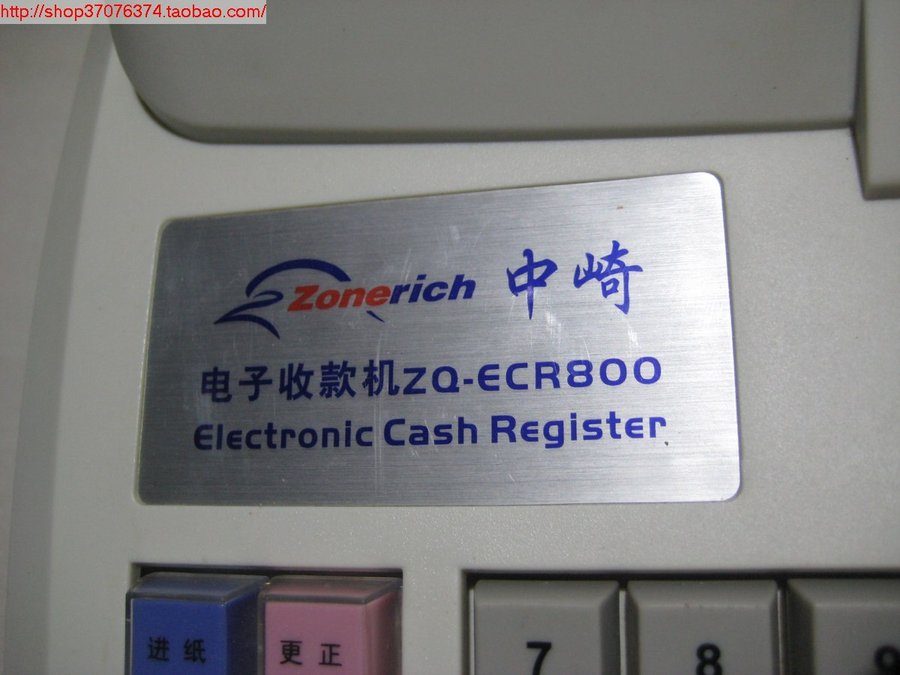 http://shop37076374.taobao.com/
Zonerich 中崎
电子收款机ZQ-ECR800
Electronic Cash Register
进纸 更正 7 8 9